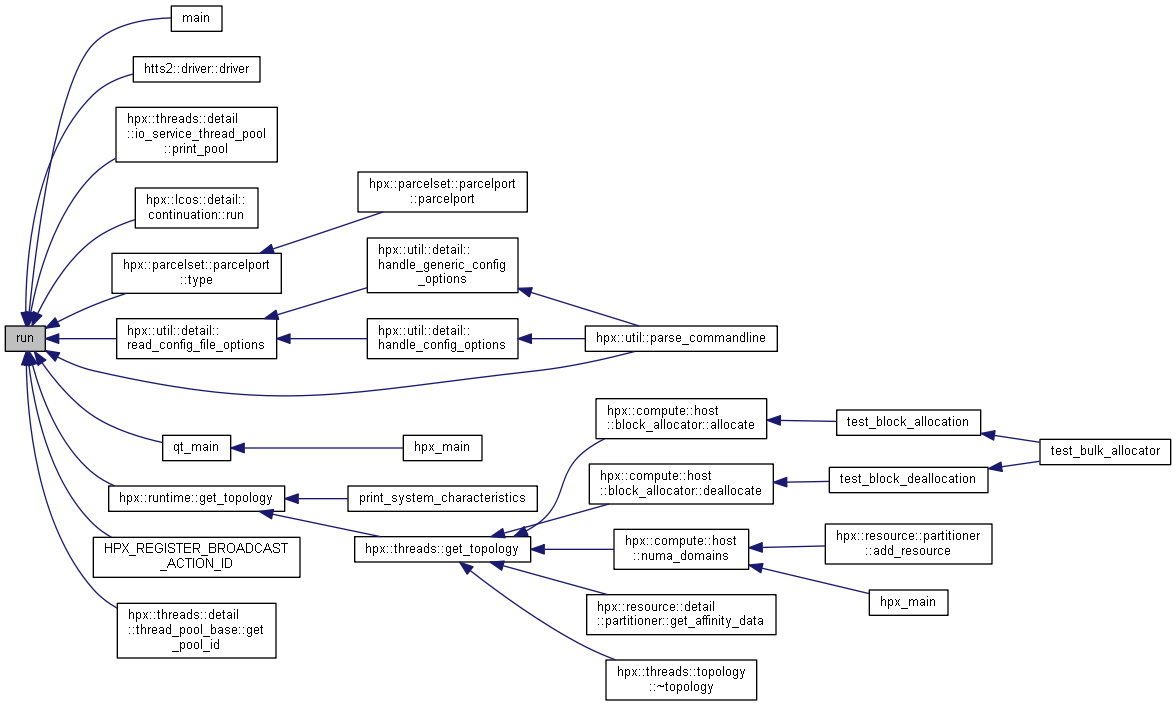 main
htts2::driver::driver
hpx::threads::detail
::io_service_thread_pool
::print_pool
hpx::lcos::detail::
continuation::run
hpx::parcelset::parcelport
::type
hpx::parcelset::parcelport
::parcelport
run
hpx::util::detail::
read_config_file_options
hpx::util::detail::
handle_generic_config
_options
hpx::util::detail::
handle_config_options
hpx::util::parse_commandline
qt_main
hpx_main
hpx::runtime::get_topology
print_system_characteristics
HPX_REGISTER_BROADCAST
_ACTION_ID
hpx::threads::detail
::thread_pool_base::get
_pool_id
hpx::threads::get_topology
hpx::compute::host
::block_allocator::allocate
test_block_allocation
test_bulk_allocator
hpx::compute::host
::block_allocator::deallocate
test_block_deallocation
hpx::compute::host
::numa_domains
hpx::resource::partitioner
::add_resource
hpx_main
hpx::resource::detail
::partitioner::get_affinity_data
hpx::threads::topology
::~topology